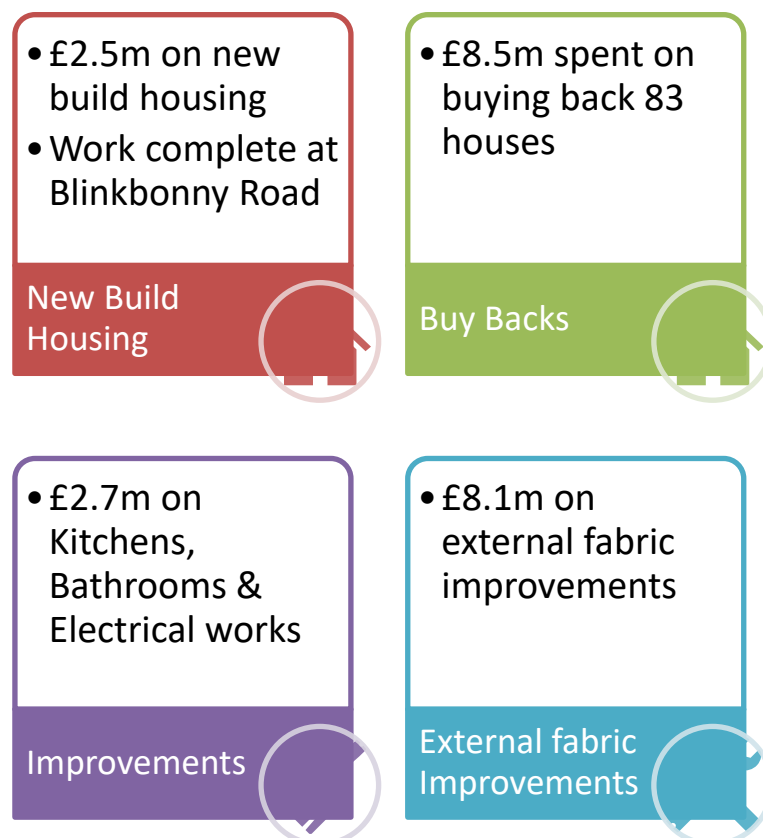 • £2.5m on new
build housing
• Work complete at
Blinkbonny Road
New Build
Housing
• £8.5m spent on
buying back 83
houses
Buy Backs
• £2.7m on
Kitchens,
Bathrooms &
Electrical works
Improvements
• £8.1m on
external fabric
improvements
External fabric
Improvements